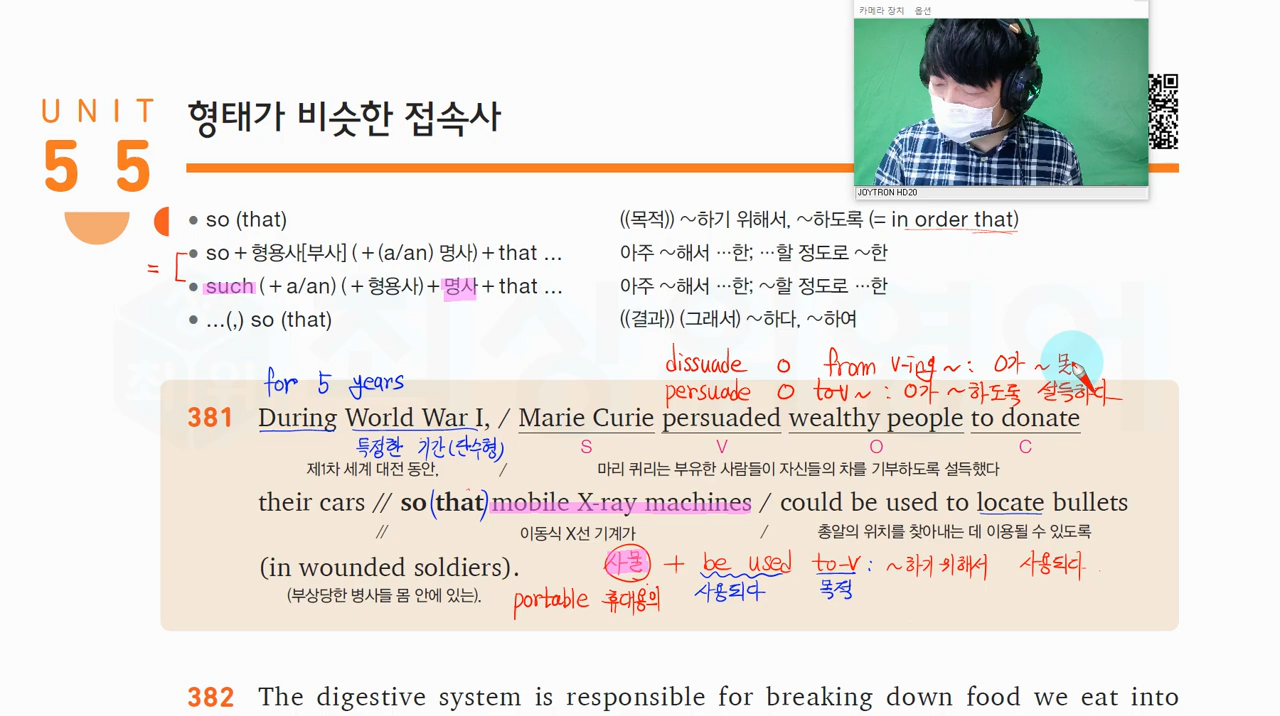 카메라 장치 옵션
JOYTRON HD20
UNIT
55
형태가 비슷한 접속사
so (that) ((목적)) ~하기 위해서, ~하도록 (= in order that)
= so + 형용사[부사] (+ (a/an) 명사) + that … 아주 ~해서 …한; …할 정도로 ~한
such (+ a/an) (+ 형용사) + 명사 + that … 아주 ~해서 …한; ~할 정도로 …한
…(,) so (that) ((결과)) (그래서) ~하다, ~하여
dissuade O from v-ing ~ : O가 ~ 못
for 5 years
persuade O to-v ~ : O가 ~하도록 설득하다
381 During World War I, / Marie Curie persuaded wealthy people to donate
특정한 기간(단수형) S V O C
제1차 세계 대전 동안, / 마리 퀴리는 부유한 사람들이 자신들의 차를 기부하도록 설득했다
their cars // so (that) mobile X-ray machines / could be used to locate bullets
// 이동식 X선 기계가 / 총알의 위치를 찾아내는 데 이용될 수 있도록
(in wounded soldiers). 사물 + be used to-v : ~하기 위해서 사용되다
(부상당한 병사들 몸 안에 있는). portable 휴대용의 사용되다 목적
382 The digestive system is responsible for breaking down food we eat into